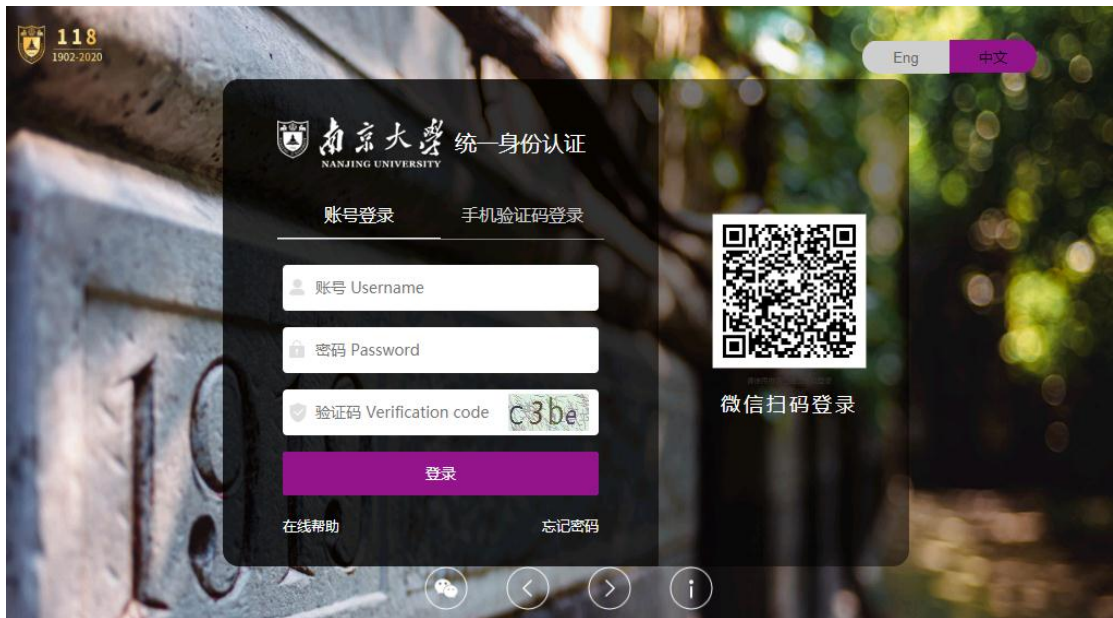 118
1902-2020
Eng
中文
南京大學
NANJING UNIVERSITY
统一身份认证
账号登录
手机验证码登录
账号 Username
密码 Password
验证码 Verification code
c3be
登录
在线帮助
忘记密码
微信扫码登录